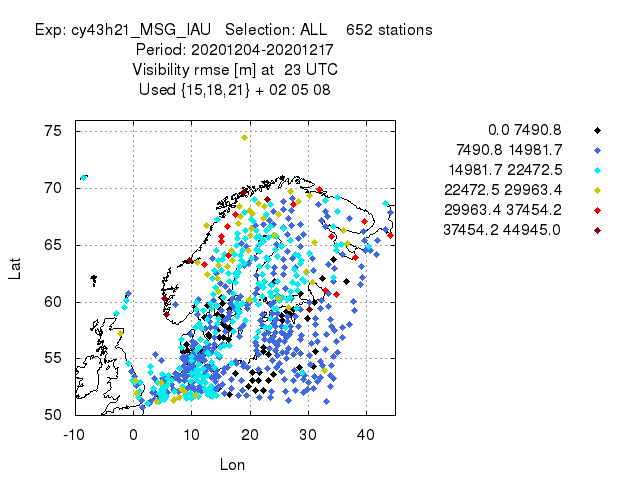 Exp: cy43h21_MSG_IAU   Selection: ALL    652 stations
Period: 20201204-20201217
Visibility rmse [m] at  23 UTC
Used {15,18,21} + 02 05 08
0.0 7490.8
7490.8 14981.7
14981.7 22472.5
22472.5 29963.4
29963.4 37454.2
37454.2 44945.0
75
70
65
60
55
50
Lat
-10 0 10 20 30 40
Lon